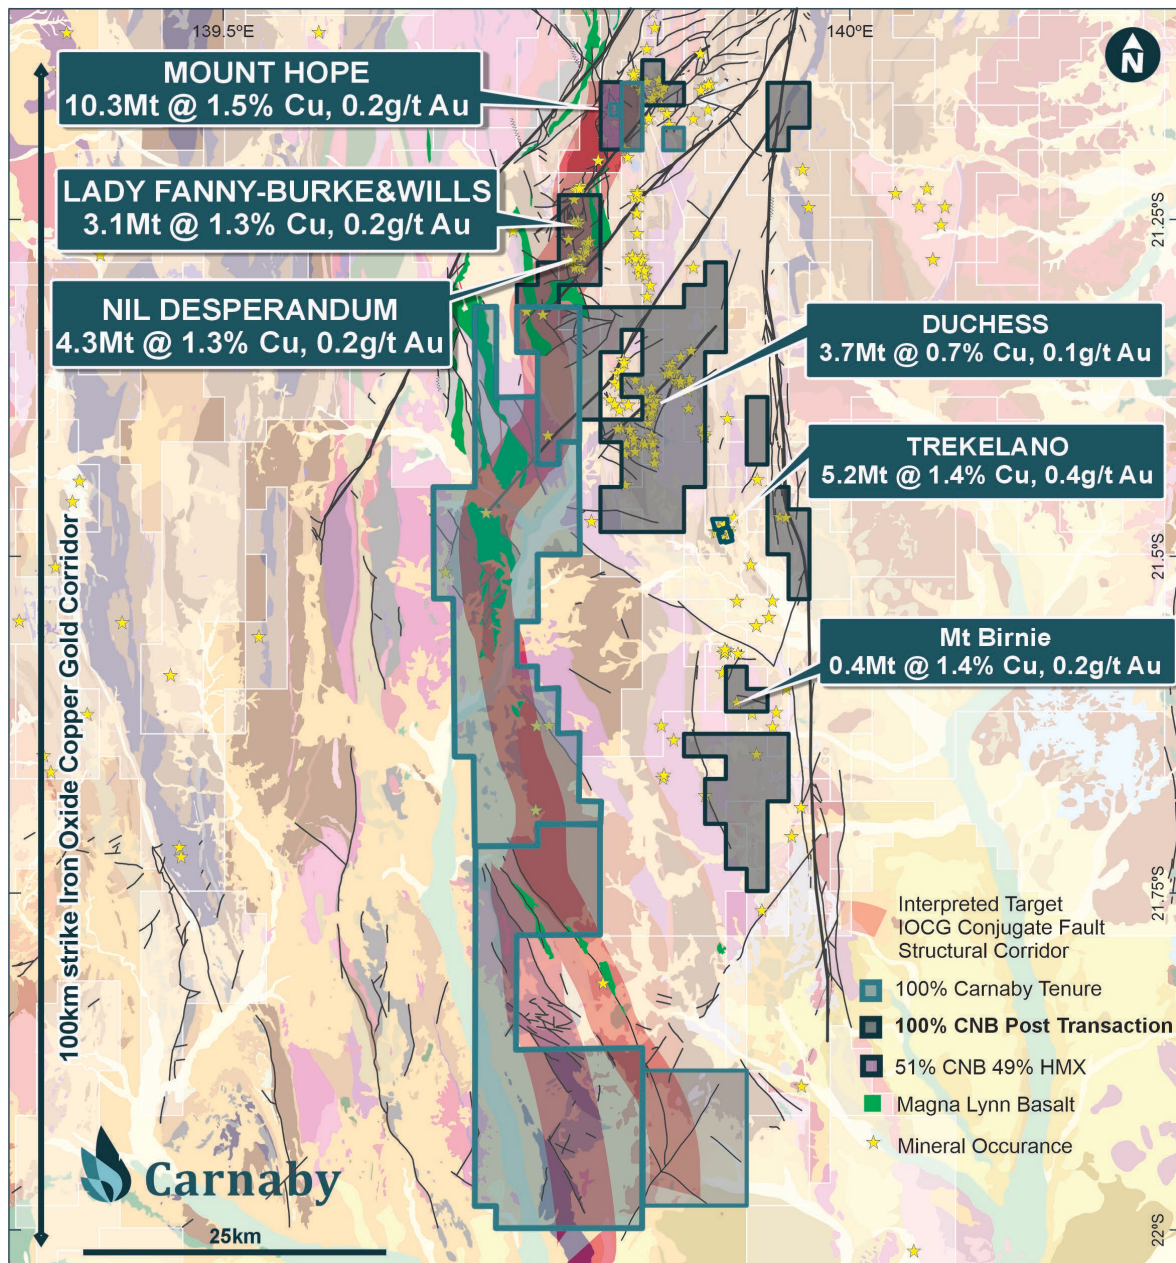 139.5°E
140°E
N
MOUNT HOPE
10.3Mt @ 1.5% Cu, 0.2g/t Au
LADY FANNY-BURKE&WILLS
3.1Mt @ 1.3% Cu, 0.2g/t Au
21.25°S
NIL DESPERANDUM
4.3Mt @ 1.3% Cu, 0.2g/t Au
DUCHESS
3.7Mt @ 0.7% Cu, 0.1g/t Au
TREKELANO
5.2Mt @ 1.4% Cu, 0.4g/t Au
21.5°S
Mt Birnie
0.4Mt @ 1.4% Cu, 0.2g/t Au
100km strike Iron Oxide Copper Gold Corridor
21.75°S
Interpreted Target
IOCG Conjugate Fault
Structural Corridor
100% Carnaby Tenure
100% CNB Post Transaction
51% CNB 49% HMX
Magna Lynn Basalt
Mineral Occurance
Carnaby
25km
22°S